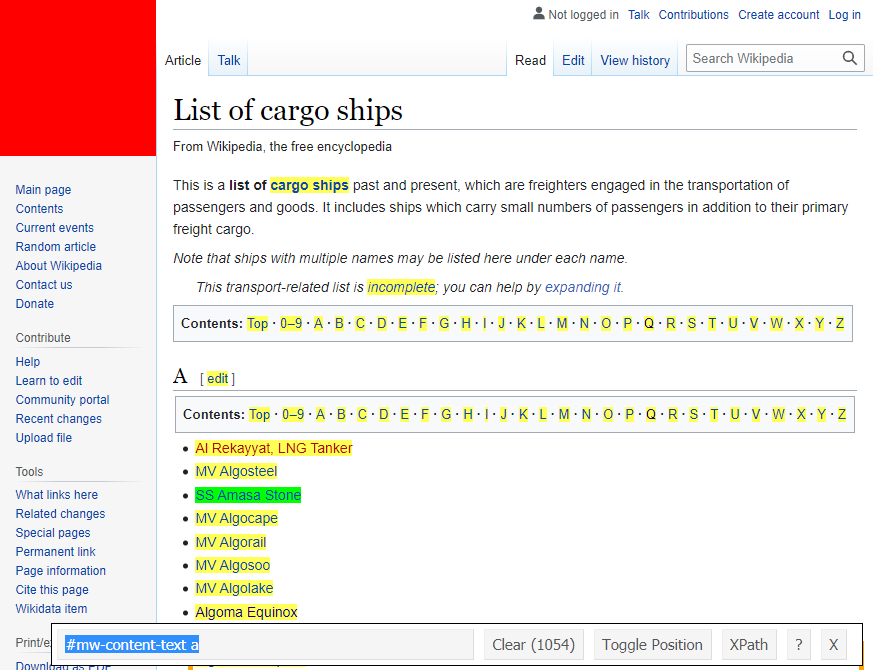 Not logged in Talk Contributions Create account Log in
Article Talk Read Edit View history Search Wikipedia
List of cargo ships
From Wikipedia, the free encyclopedia
This is a list of cargo ships past and present, which are freighters engaged in the transportation of
passengers and goods. It includes ships which carry small numbers of passengers in addition to their primary
freight cargo.
Note that ships with multiple names may be listed here under each name.
This transport-related list is incomplete; you can help by expanding it.
Contents: Top · 0–9 · A · B · C · D · E · F · G · H · I · J · K · L · M · N · O · P · Q · R · S · T · U · V · W · X · Y · Z
A [ edit ]
Contents: Top · 0–9 · A · B · C · D · E · F · G · H · I · J · K · L · M · N · O · P · Q · R · S · T · U · V · W · X · Y · Z
• Al Rekayyat, LNG Tanker
• MV Algosteel
• SS Amasa Stone
• MV Algocape
• MV Algorail
• MV Algosoo
• MV Algolake
• Algoma Equinox
Main page
Contents
Current events
Random article
About Wikipedia
Contact us
Donate
Contribute
Help
Learn to edit
Community portal
Recent changes
Upload file
Tools
What links here
Related changes
Special pages
Permanent link
Page information
Cite this page
Wikidata item
Print/e
Download as PDF
#mw-content-text a Clear (1054) Toggle Position XPath ? X